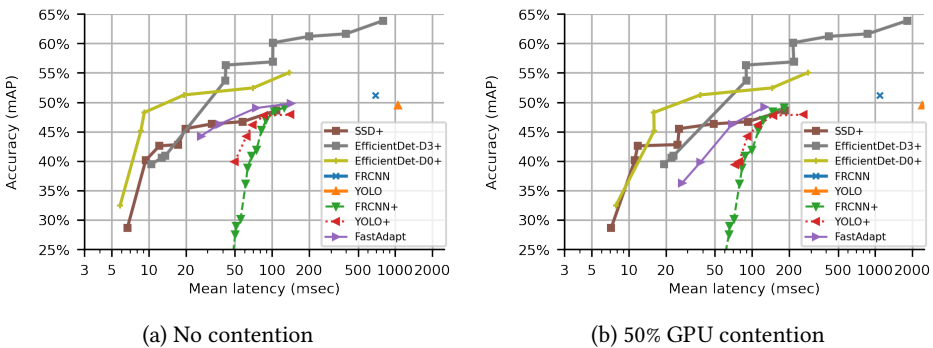 65%
60%
55%
50%
45%
40%
35%
30%
25%
Accuracy (mAP)
SSD+
EfficientDet-D3+
EfficientDet-D0+
FRCNN
YOLO
FRCNN+
YOLO+
FastAdapt
3 5 10 20 50 100 200 400 1000 2000
Mean latency (msec)
(a) No contention
65%
60%
55%
50%
45%
40%
35%
30%
25%
Accuracy (mAP)
SSD+
EfficientDet-D3+
EfficientDet-D0+
FRCNN
YOLO
FRCNN+
YOLO+
FastAdapt
3 5 10 20 50 100 200 400 1000 2000
Mean latency (msec)
(b) 50% GPU contention